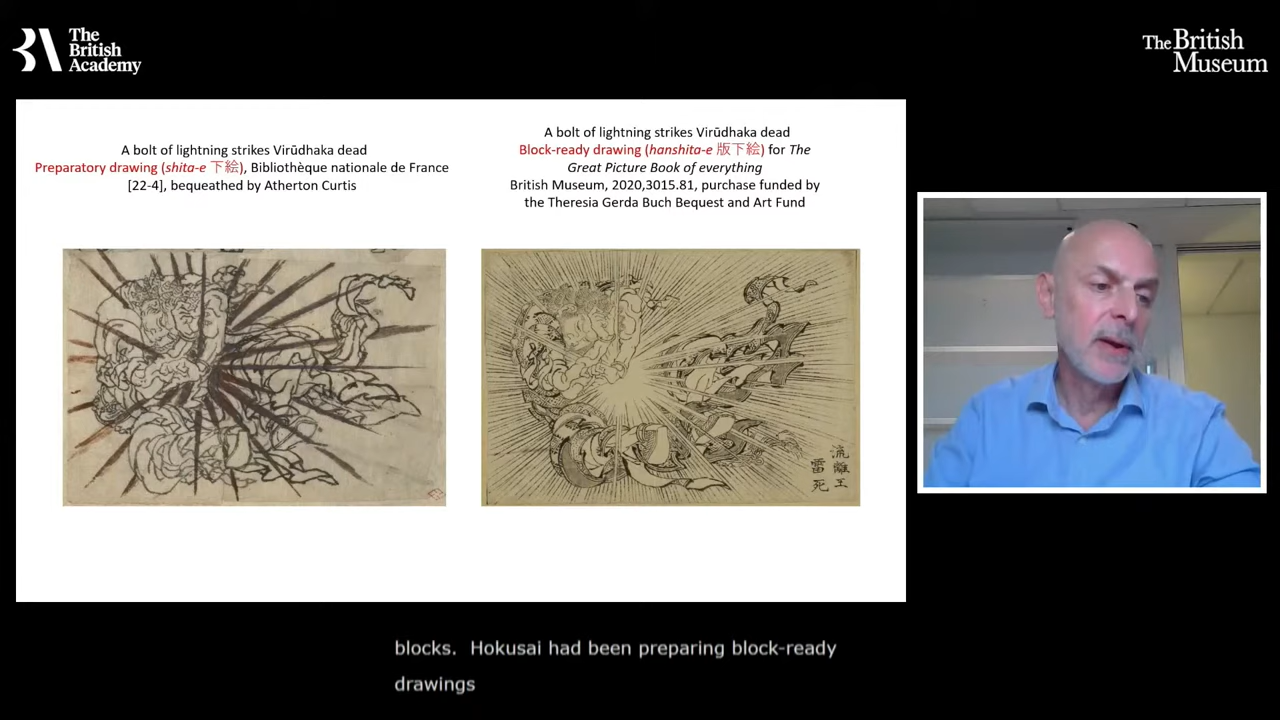 The
British
Academy
The British
Museum
A bolt of lightning strikes Virūdhaka dead
Preparatory drawing (shita-e 下絵), Bibliothèque nationale de France
[22-4], bequeathed by Atherton Curtis
A bolt of lightning strikes Virūdhaka dead
Block-ready drawing (hanshita-e 版下絵) for The
Great Picture Book of everything
British Museum, 2020,3015.81, purchase funded by
the Theresia Gerda Buch Bequest and Art Fund
流離王
雷死
blocks. Hokusai had been preparing block-ready
drawings